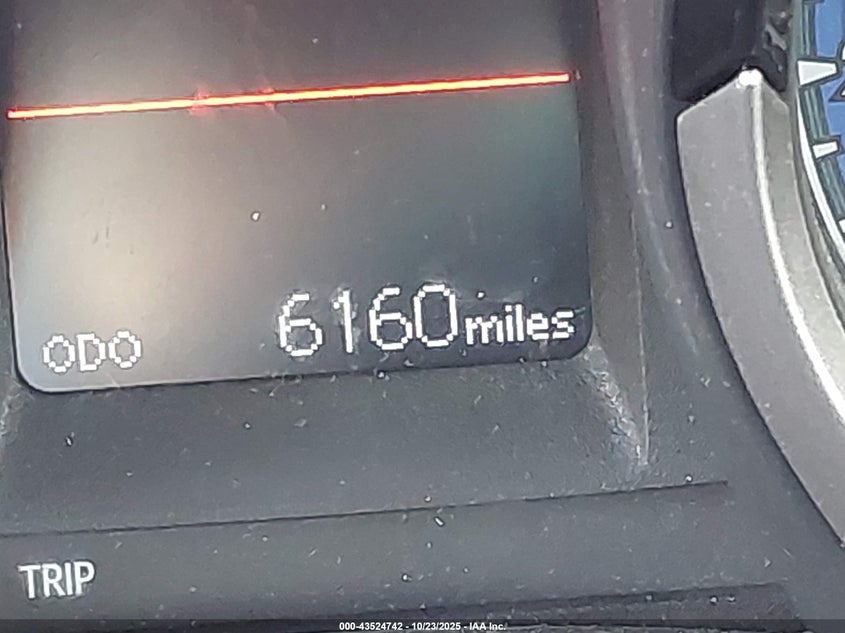 ODO 6160 miles
TRIP
000-43524742 - 10/23/2025 - IAA Inc.